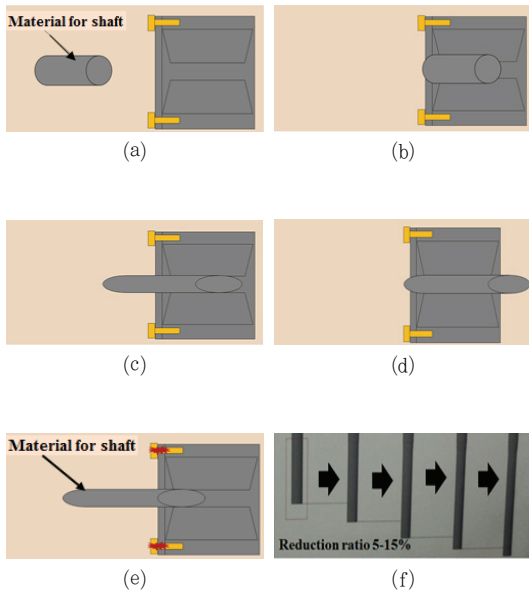 Material for shaft
(a)
(b)
(c)
(d)
Material for shaft
(e)
Reduction ratio 5-15%
(f)